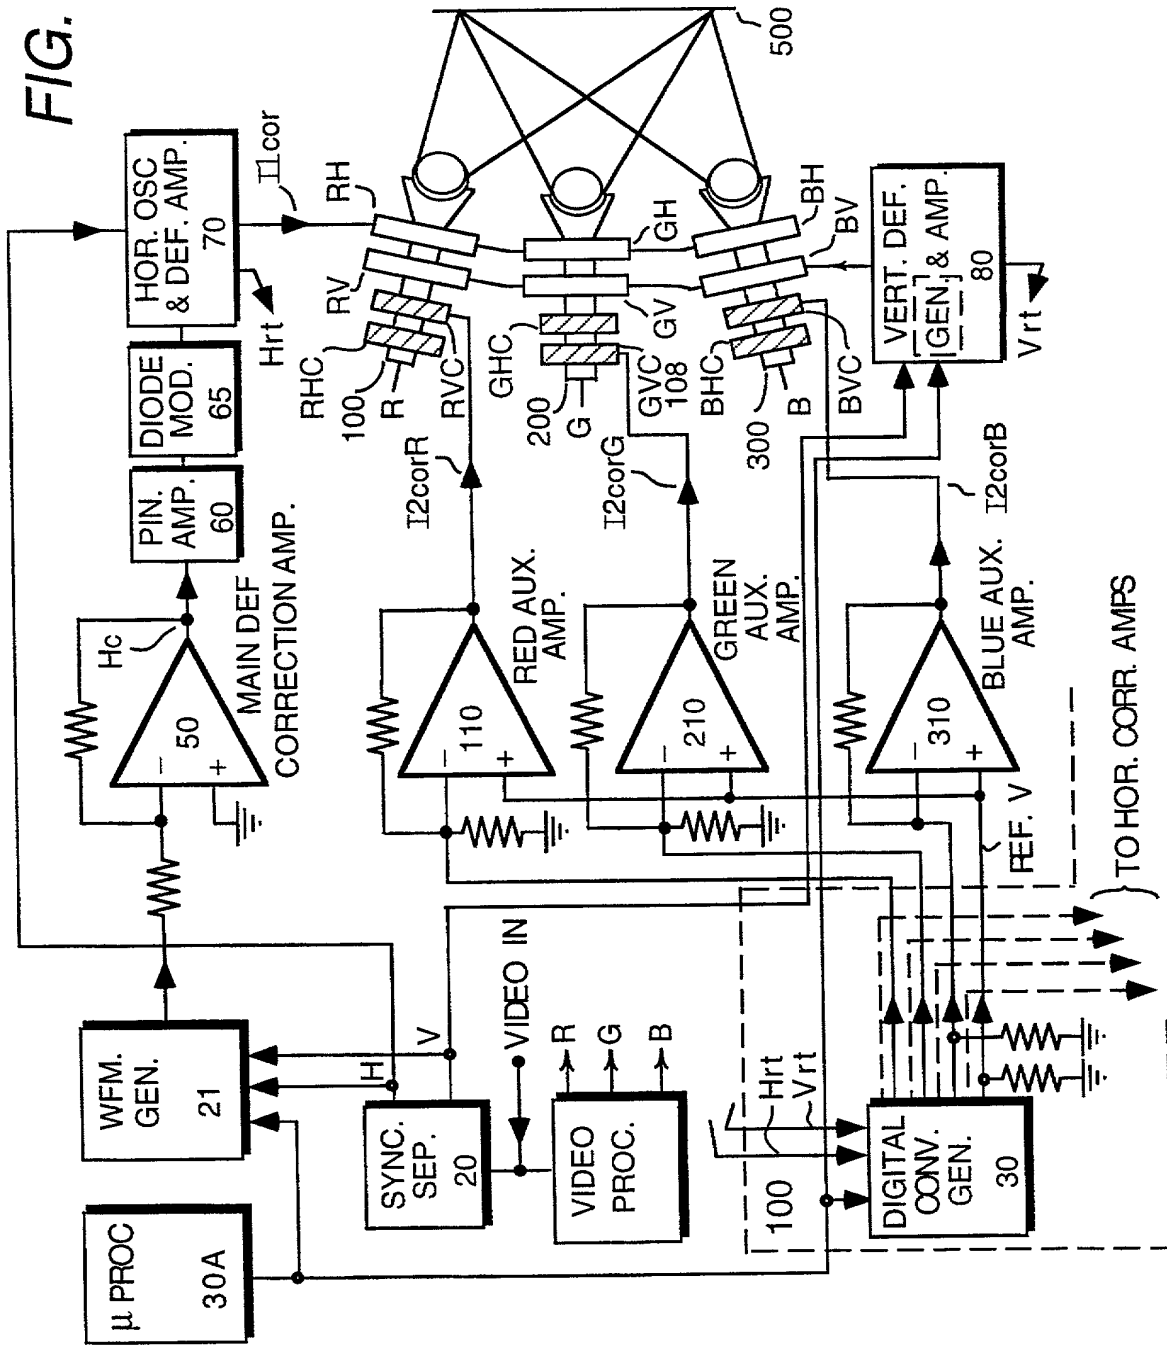 FIG.
HOR. OSC
& DEF. AMP.
70
I1cor
Hrt
DIODE
MOD.
65
PIN.
AMP.
60
Hc
MAIN DEF
CORRECTION AMP.
50
−
+
WFM.
GEN.
21
μ PROC
30A
H
V
SYNC.
SEP.
20
VIDEO IN
VIDEO
PROC.
R
G
B
RH
RV
RHC
RVC
100
R
I2corR
RED AUX.
AMP.
110
−
+
GH
GV
GHC
GVC
108
200
G
I2corG
GREEN
AUX.
AMP.
210
−
+
BH
BV
BHC
BVC
300
B
I2corB
BLUE AUX.
AMP.
310
−
+
500
VERT. DEF.
GEN. & AMP.
80
Vrt
REF. V
TO HOR. CORR. AMPS
Hrt
Vrt
100
DIGITAL
CONV.
GEN.
30